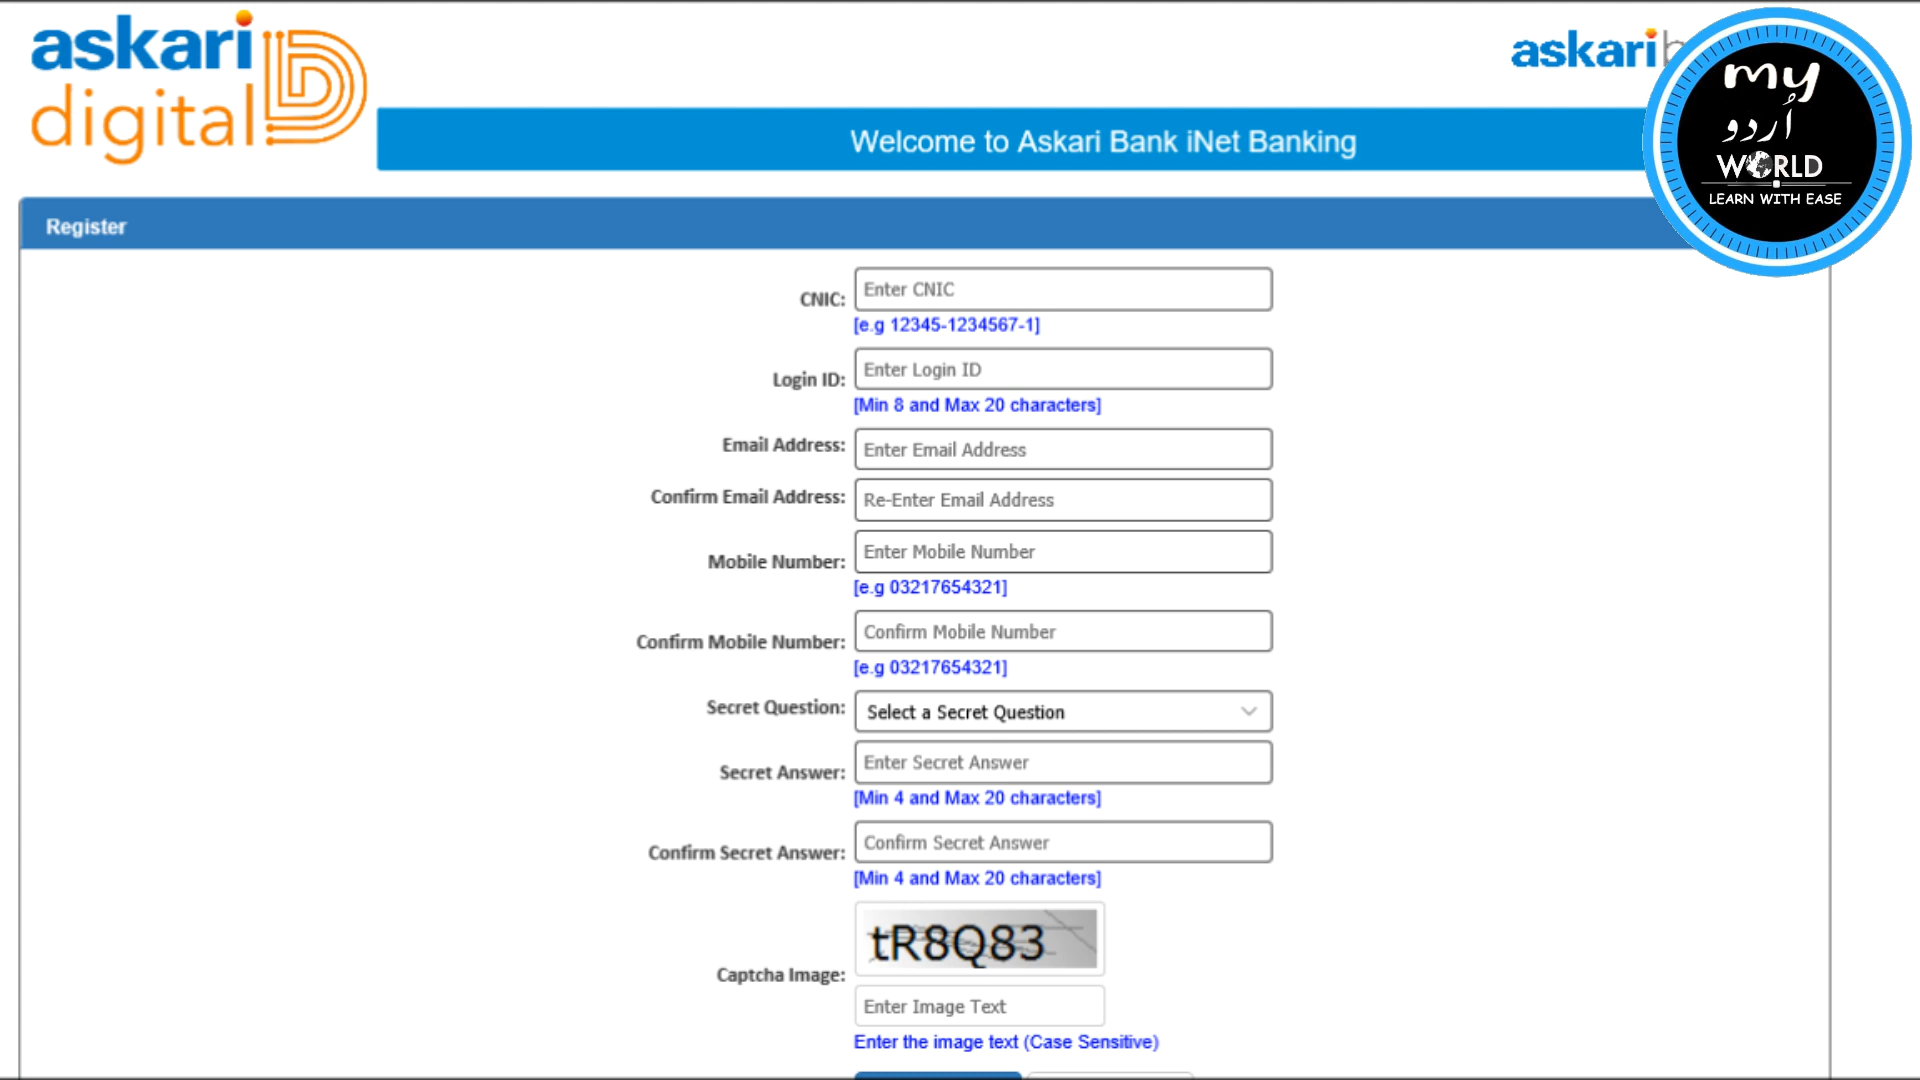 askari
digital
askari
my
اُردو
WORLD
LEARN WITH EASE
Welcome to Askari Bank iNet Banking
Register
CNIC:
Enter CNIC
[e.g 12345-1234567-1]
Login ID:
Enter Login ID
[Min 8 and Max 20 characters]
Email Address:
Enter Email Address
Confirm Email Address:
Re-Enter Email Address
Mobile Number:
Enter Mobile Number
[e.g 03217654321]
Confirm Mobile Number:
Confirm Mobile Number
[e.g 03217654321]
Secret Question:
Select a Secret Question
Secret Answer:
Enter Secret Answer
[Min 4 and Max 20 characters]
Confirm Secret Answer:
Confirm Secret Answer
[Min 4 and Max 20 characters]
Captcha Image:
tR8Q83
Enter Image Text
Enter the image text (Case Sensitive)